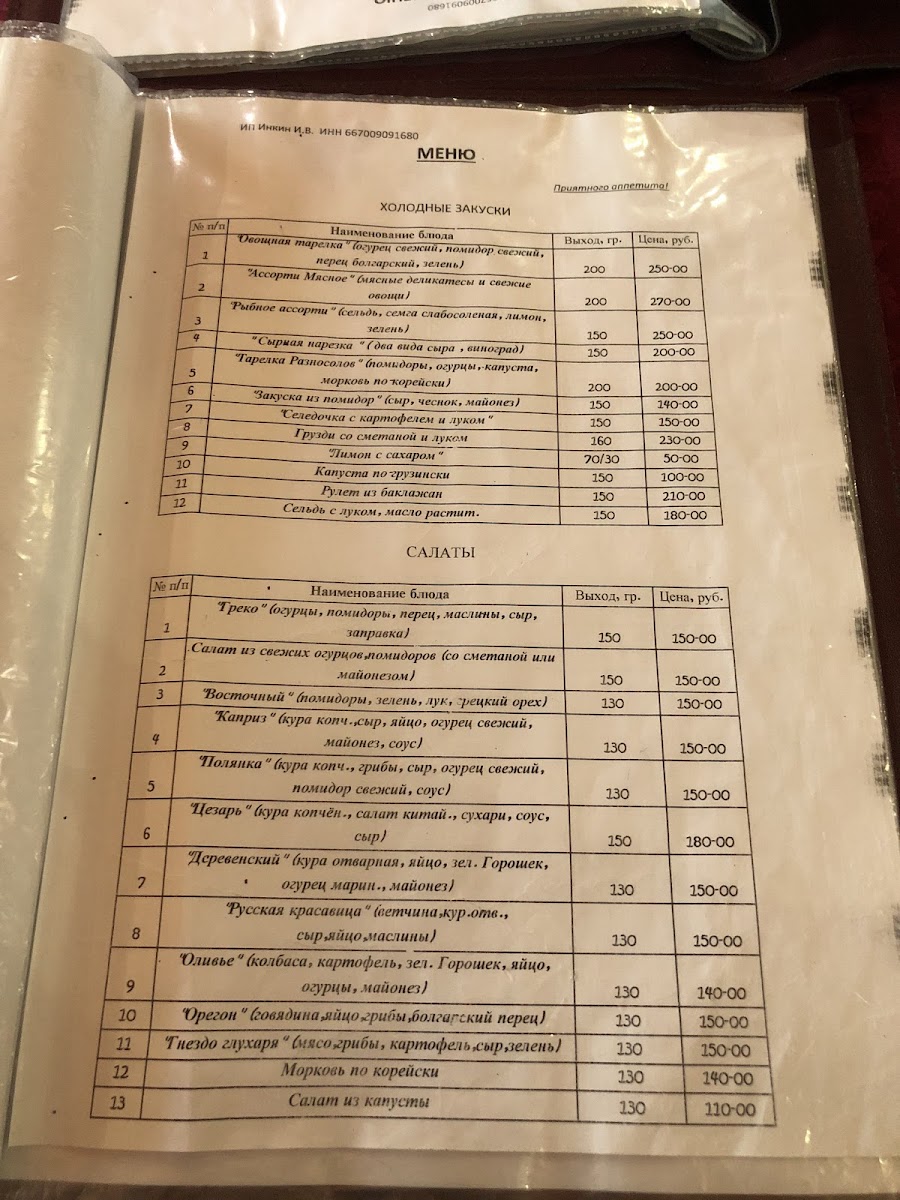 ИП Инкин И.В. ИНН 667009091680
МЕНЮ
Приятного аппетита!
ХОЛОДНЫЕ ЗАКУСКИ
№ п/п Наименование блюда Выход, гр. Цена, руб.
1 "Овощная тарелка" (огурец свежий, помидор свежий,
перец болгарский, зелень) 200 250-00
2 "Ассорти Мясное" (мясные деликатесы и свежие
овощи) 200 270-00
3 "Рыбное ассорти" (сельдь, семга слабосоленая, лимон,
зелень) 150 250-00
4 "Сырная нарезка " ( два вида сыра , виноград) 150 200-00
5 "Тарелка Разносолов" (помидоры, огурцы, капуста,
морковь по-корейски) 200 200-00
6 "Закуска из помидор" (сыр, чеснок, майонез) 150 140-00
7 "Селедочка с картофелем и луком" 150 150-00
8 Грузди со сметаной и луком 160 230-00
9 "Лимон с сахаром" 70/30 50-00
10 Капуста по-грузински 150 100-00
11 Рулет из баклажан 150 210-00
12 Сельдь с луком, масло растит. 150 180-00
САЛАТЫ
№ п/п Наименование блюда Выход, гр. Цена, руб.
1 "Греко" (огурцы, помидоры, перец, маслины, сыр,
заправка) 150 150-00
2 Салат из свежих огурцов,помидоров (со сметаной или
майонезом) 150 150-00
3 "Восточный" (помидоры, зелень, лук, грецкий орех) 130 150-00
4 "Каприз" (кура копч.,сыр, яйцо, огурец свежий,
майонез, соус) 130 150-00
5 "Полянка" (кура копч., грибы, сыр, огурец свежий,
помидор свежий, соус) 130 150-00
6 "Цезарь" (кура копчён., салат китай., сухари, соус,
сыр) 150 180-00
7 "Деревенский" (кура отварная, яйцо, зел. Горошек,
огурец марин., майонез) 130 150-00
8 "Русская красавица" (ветчина,кур.отв.,
сыр,яйцо,маслины) 130 150-00
9 "Оливье" (колбаса, картофель, зел. Горошек, яйцо,
огурцы, майонез) 130 140-00
10 "Орегон" (говядина,яйцо,грибы,болгарский перец) 130 150-00
11 "Гнездо глухаря" (мясо,грибы, картофель,сыр,зелень) 130 150-00
12 Морковь по корейски 130 140-00
13 Салат из капусты 130 110-00